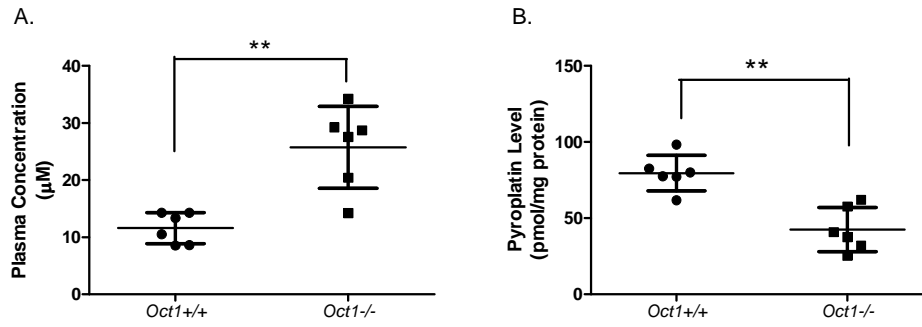 A.
**
40
30
20
10
0
Plasma Concentration
(µM)
Oct1+/+
Oct1-/-
B.
**
150
100
50
0
Pyroplatin Level
(pmol/mg protein)
Oct1+/+
Oct1-/-